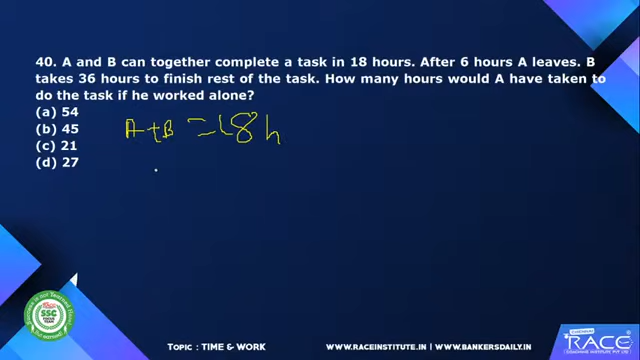 40. A and B can together complete a task in 18 hours. After 6 hours A leaves. B
takes 36 hours to finish rest of the task. How many hours would A have taken to
do the task if he worked alone?
(a) 54
(b) 45
(c) 21
(d) 27
A+B = 18 h
SSC
FOCUS
TEAM
TOPIC : TIME & WORK
WWW.RACEINSTITUTE.IN | WWW.BANKERSDAILY.IN
RACE